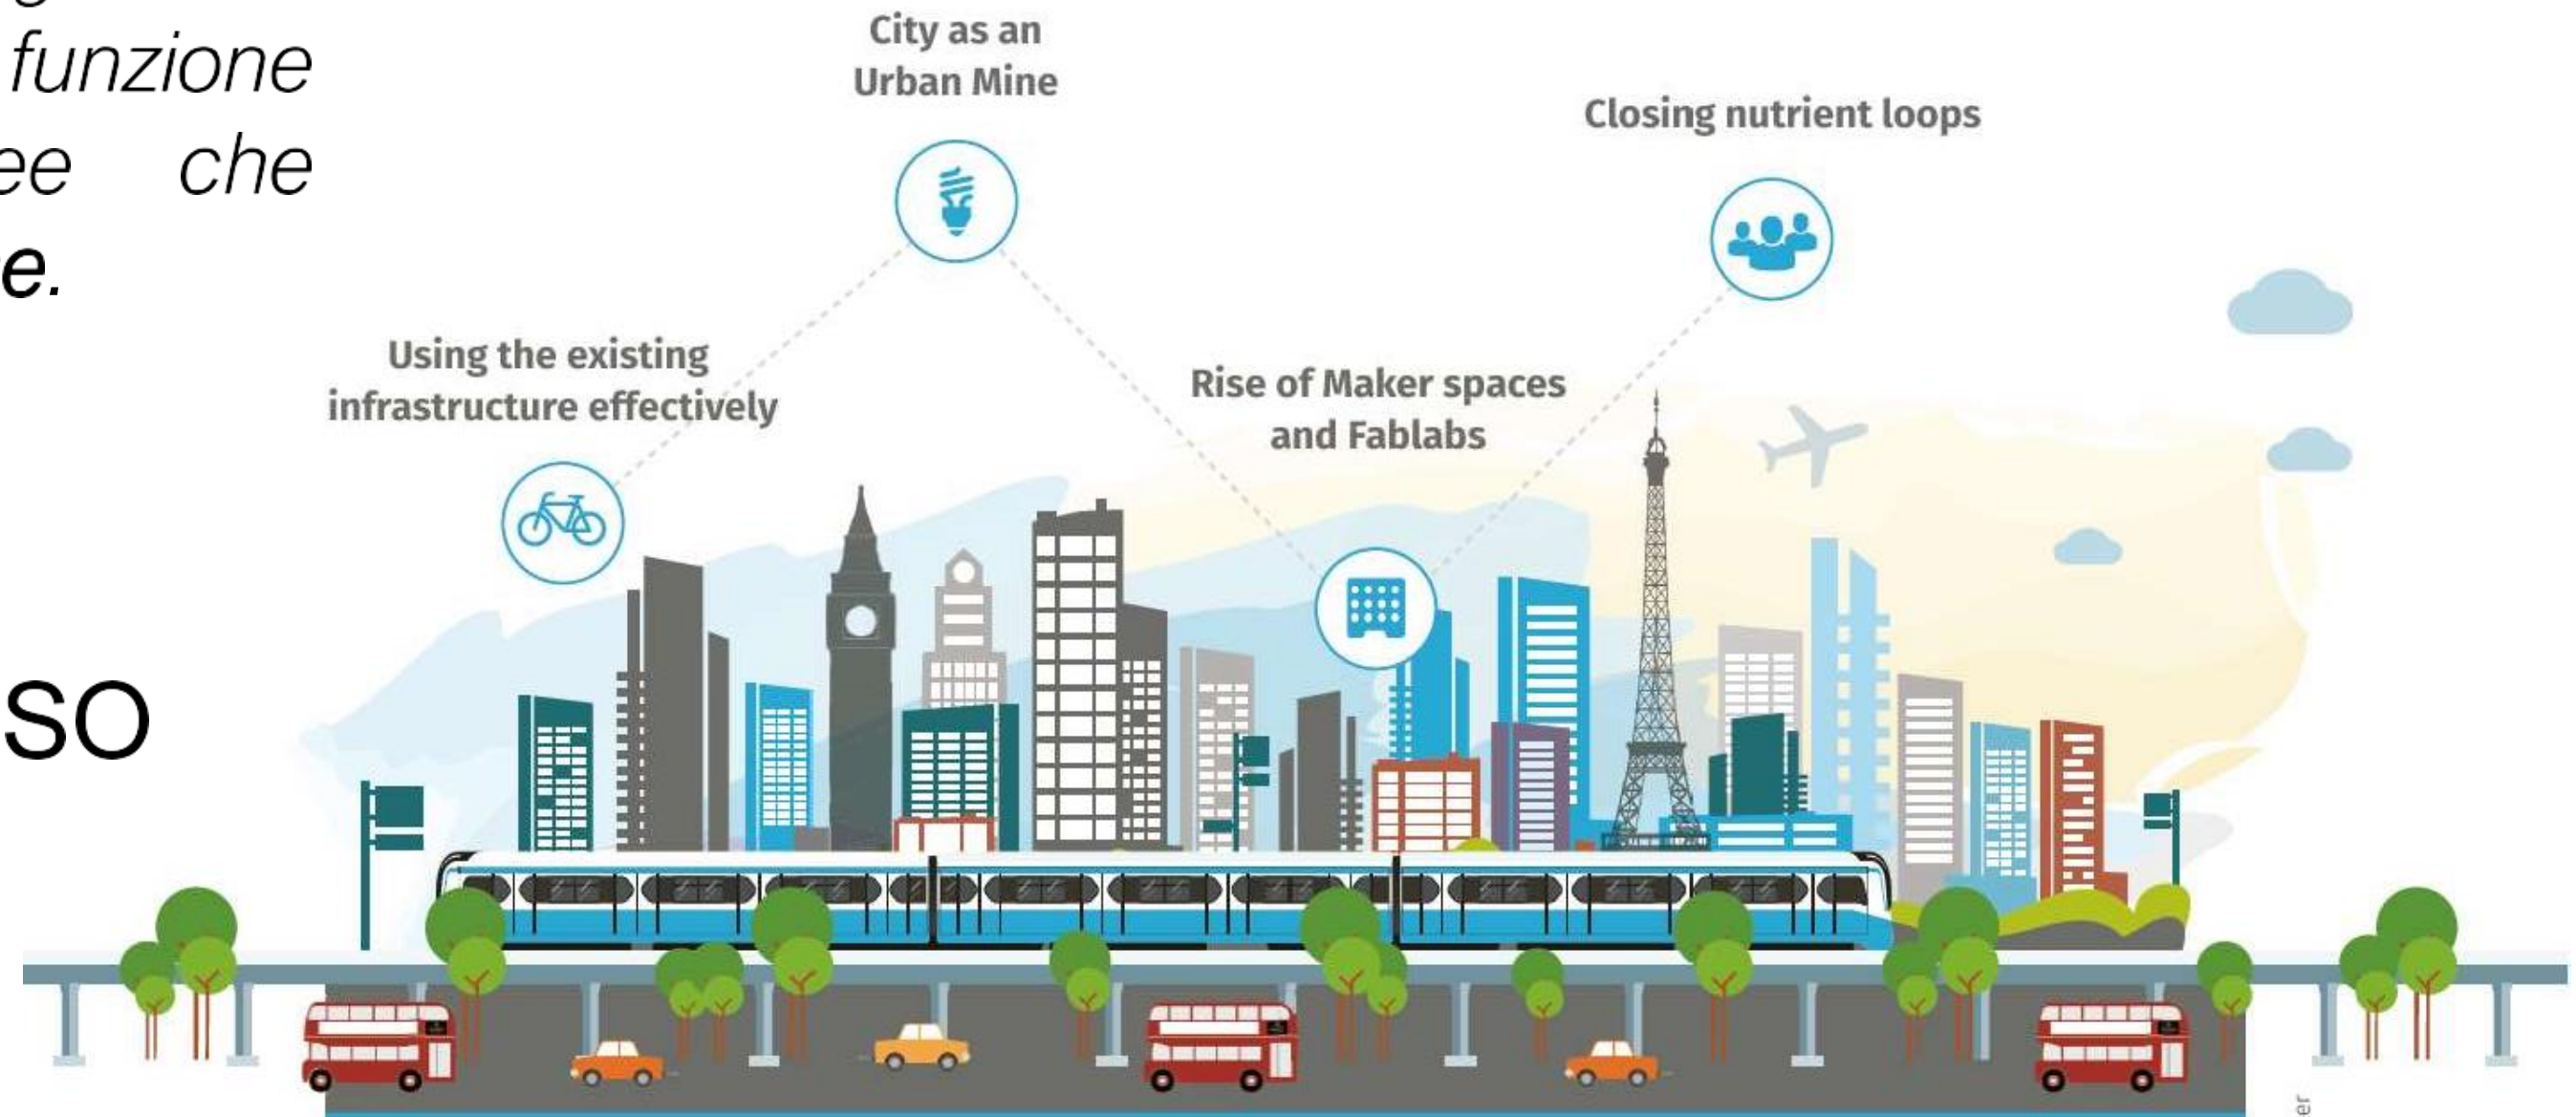 funzione
che
City as an
Urban Mine
Closing nutrient loops
Using the existing
infrastructure effectively
Rise of Maker spaces
and Fablabs
so
er